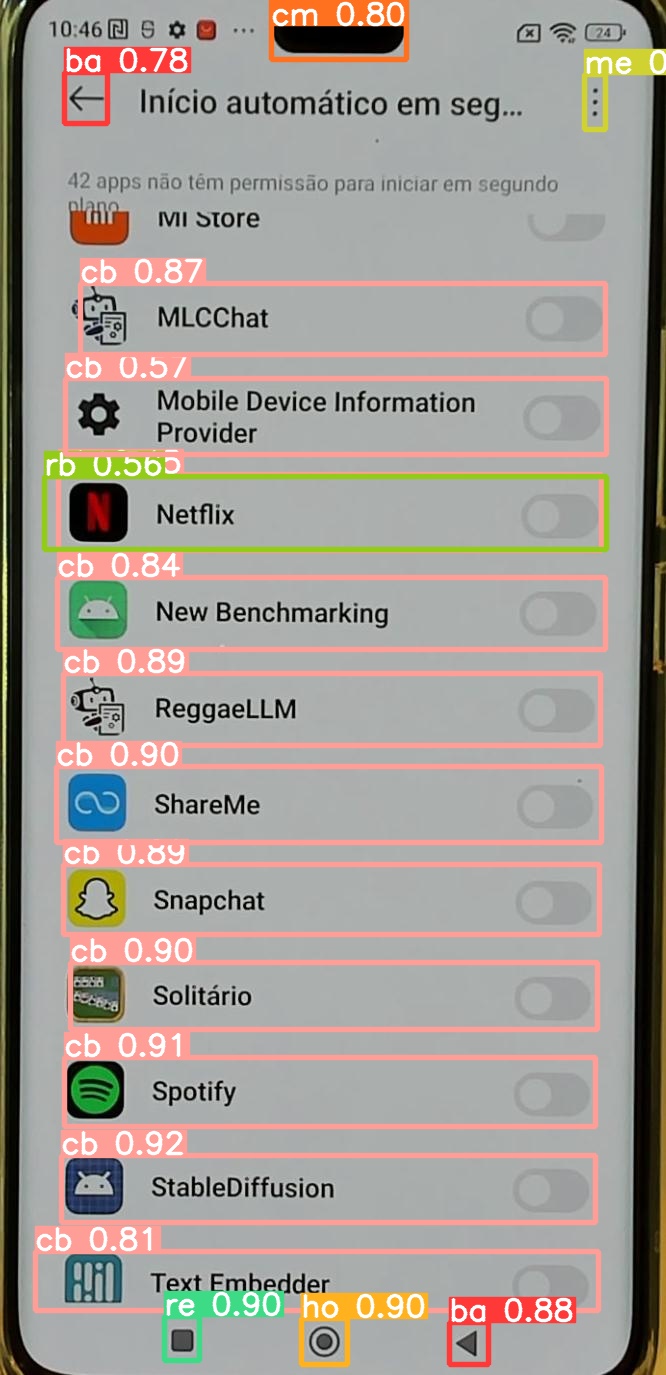 cm 0.80
10:46 ··· 24
ba 0.78
me 0
Início automático em seg...
42 apps não têm permissão para iniciar em segundo
plano
MI Store
cb 0.87
MLCChat
cb 0.57
Mobile Device Information
Provider
rb 0.565
Netflix
cb 0.84
New Benchmarking
cb 0.89
ReggaeLLM
cb 0.90
ShareMe
cb 0.89
Snapchat
cb 0.90
Solitário
cb 0.91
Spotify
cb 0.92
StableDiffusion
cb 0.81
Text Embedder
re 0.90 ho 0.90 ba 0.88